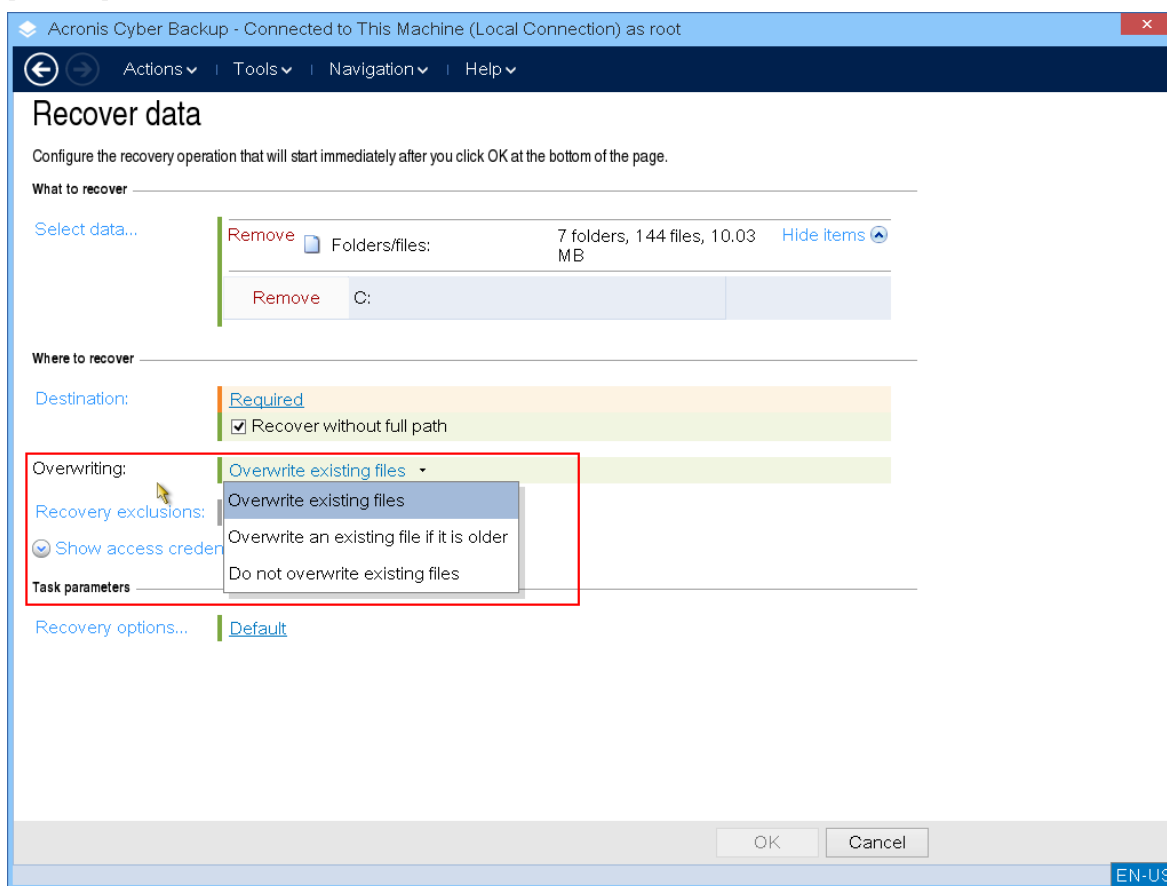 Acronis Cyber Backup - Connected to This Machine (Local Connection) as root
Actions Tools Navigation Help
Recover data
Configure the recovery operation that will start immediately after you click OK at the bottom of the page.
What to recover
Select data...
Remove Folders/files: 7 folders, 144 files, 10.03 MB Hide items
Remove C:
Where to recover
Destination: Required
Recover without full path
Overwriting: Overwrite existing files
Overwrite existing files
Recovery exclusions:
Overwrite an existing file if it is older
Show access creden
Do not overwrite existing files
Task parameters
Recovery options... Default
OK Cancel
EN-US